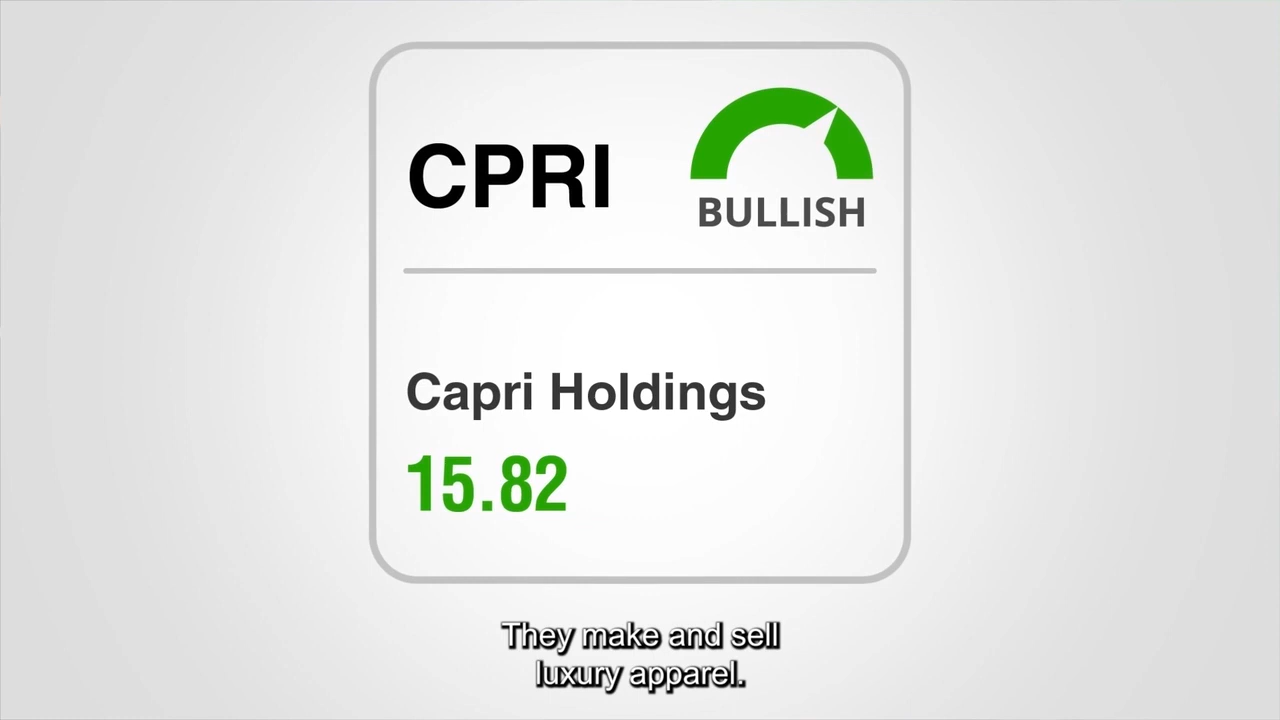 CPRI
BULLISH
Capri Holdings
15.82
They make and sell
luxury apparel.